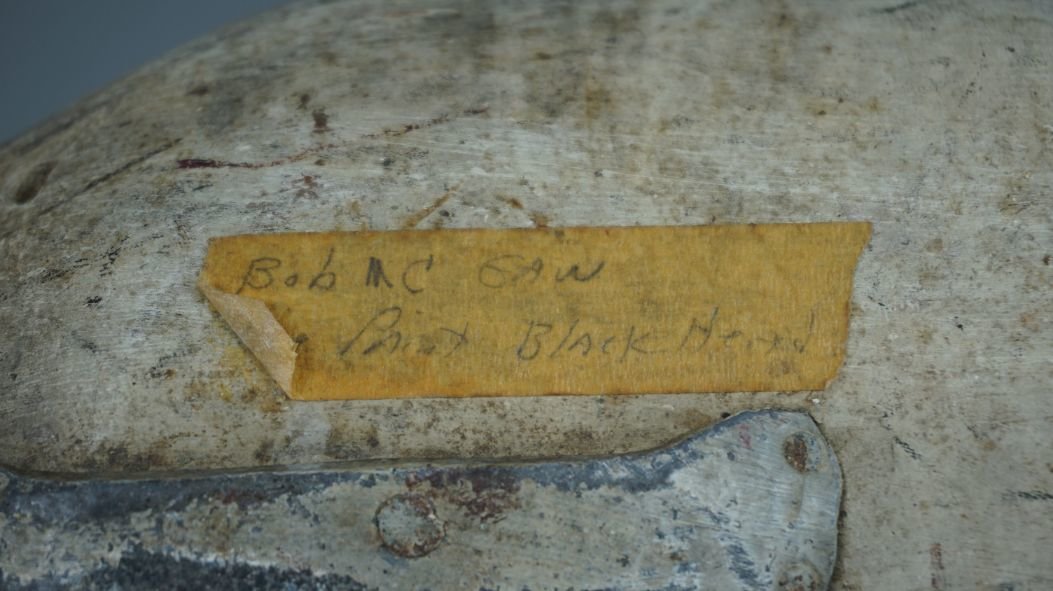 Bob MC GAW
Paint Black Head